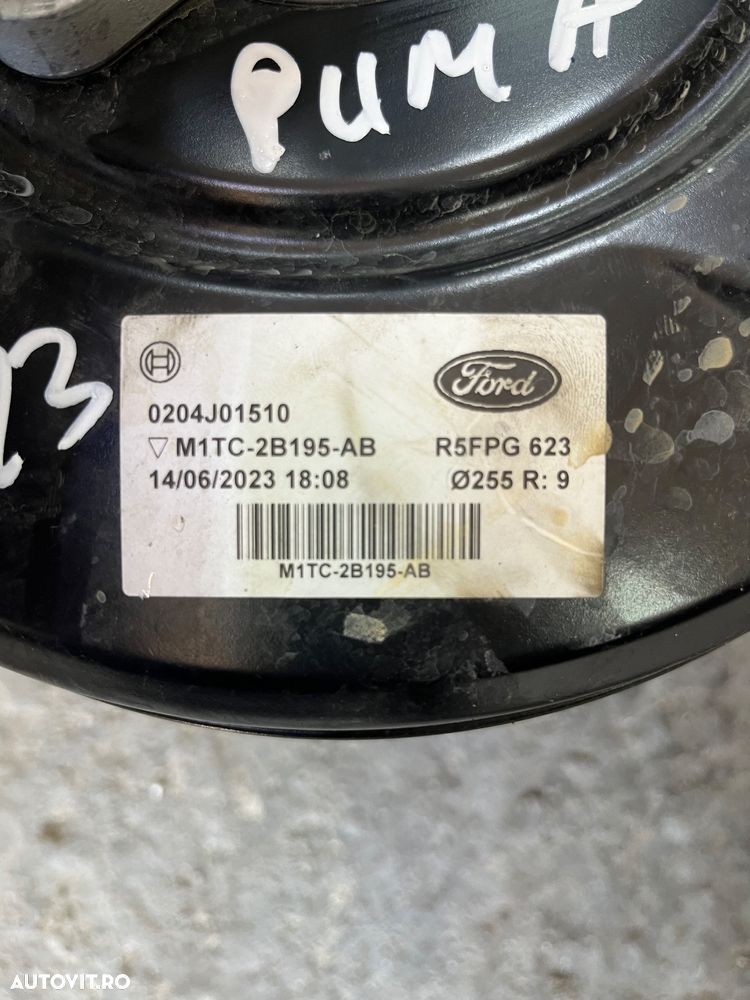 PUMA
23
Ford
0204J01510
▽ M1TC-2B195-AB R5FPG 623
14/06/2023 18:08 Ø255 R: 9
M1TC-2B195-AB
AUTOVIT.RO